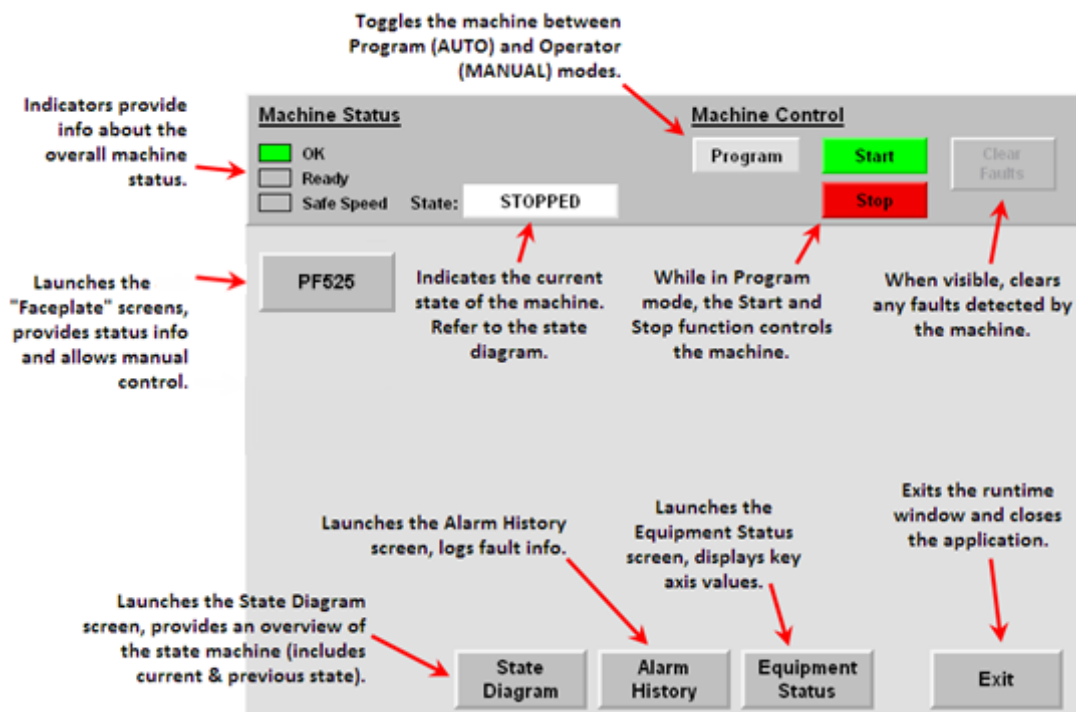 Toggles the machine between
Program (AUTO) and Operator
(MANUAL) modes.
Indicators provide
info about the
overall machine
status.
Machine Status
OK
Ready
Safe Speed
State:
STOPPED
Machine Control
Program
Start
Stop
Clear
Faults
Launches the
"Faceplate" screens,
provides status info
and allows manual
control.
PF525
Indicates the current
state of the machine.
Refer to the state
diagram.
While in Program
mode, the Start and
Stop function controls
the machine.
When visible, clears
any faults detected by
the machine.
Launches the Alarm History
screen, logs fault info.
Launches the
Equipment Status
screen, displays key
axis values.
Exits the runtime
window and closes
the application.
Launches the State Diagram
screen, provides an overview of
the state machine (includes
current & previous state).
State
Diagram
Alarm
History
Equipment
Status
Exit